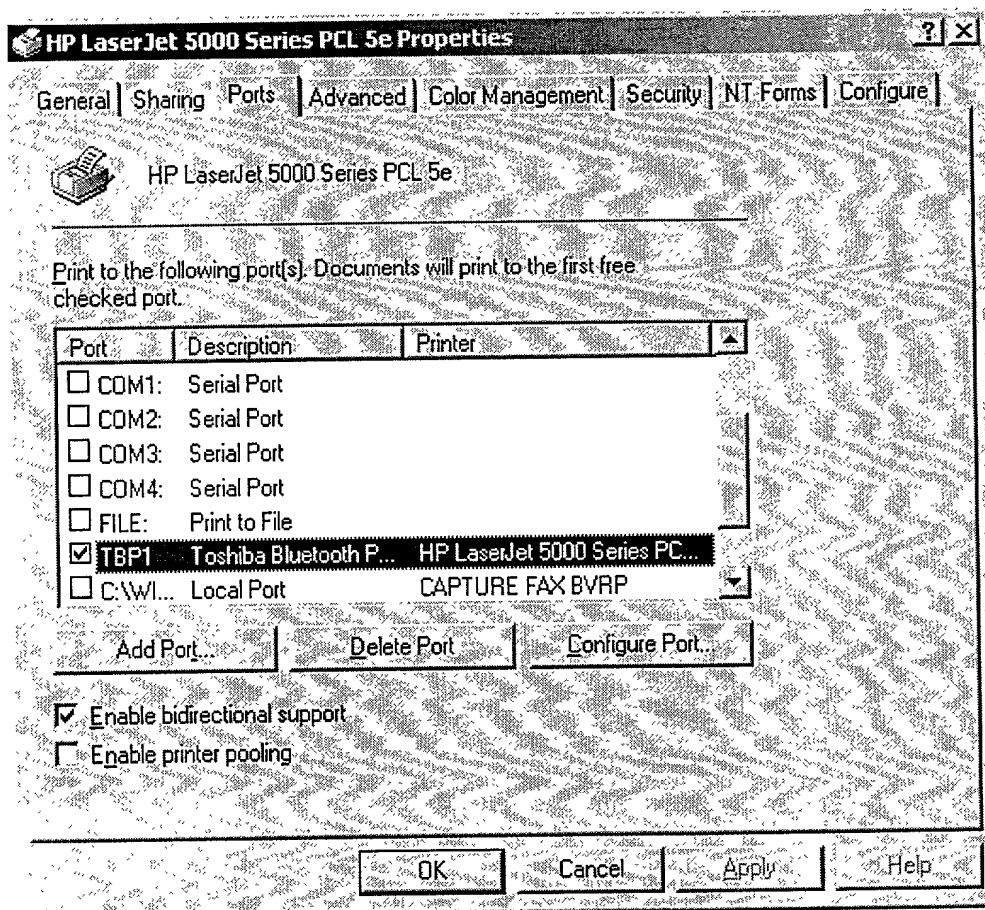 HP LaserJet 5000 Series PCL 5e Properties
General Sharing Ports Advanced Color Management Security NT Forms Configure
HP LaserJet 5000 Series PCL 5e
Print to the following port(s). Documents will print to the first free
checked port.
Port Description Printer
COM1: Serial Port
COM2: Serial Port
COM3: Serial Port
COM4: Serial Port
FILE: Print to File
TBP1 Toshiba Bluetooth P... HP LaserJet 5000 Series PC...
C:\WI... Local Port CAPTURE FAX BVRP
Add Port... Delete Port Configure Port...
Enable bidirectional support
Enable printer pooling
OK Cancel Apply Help